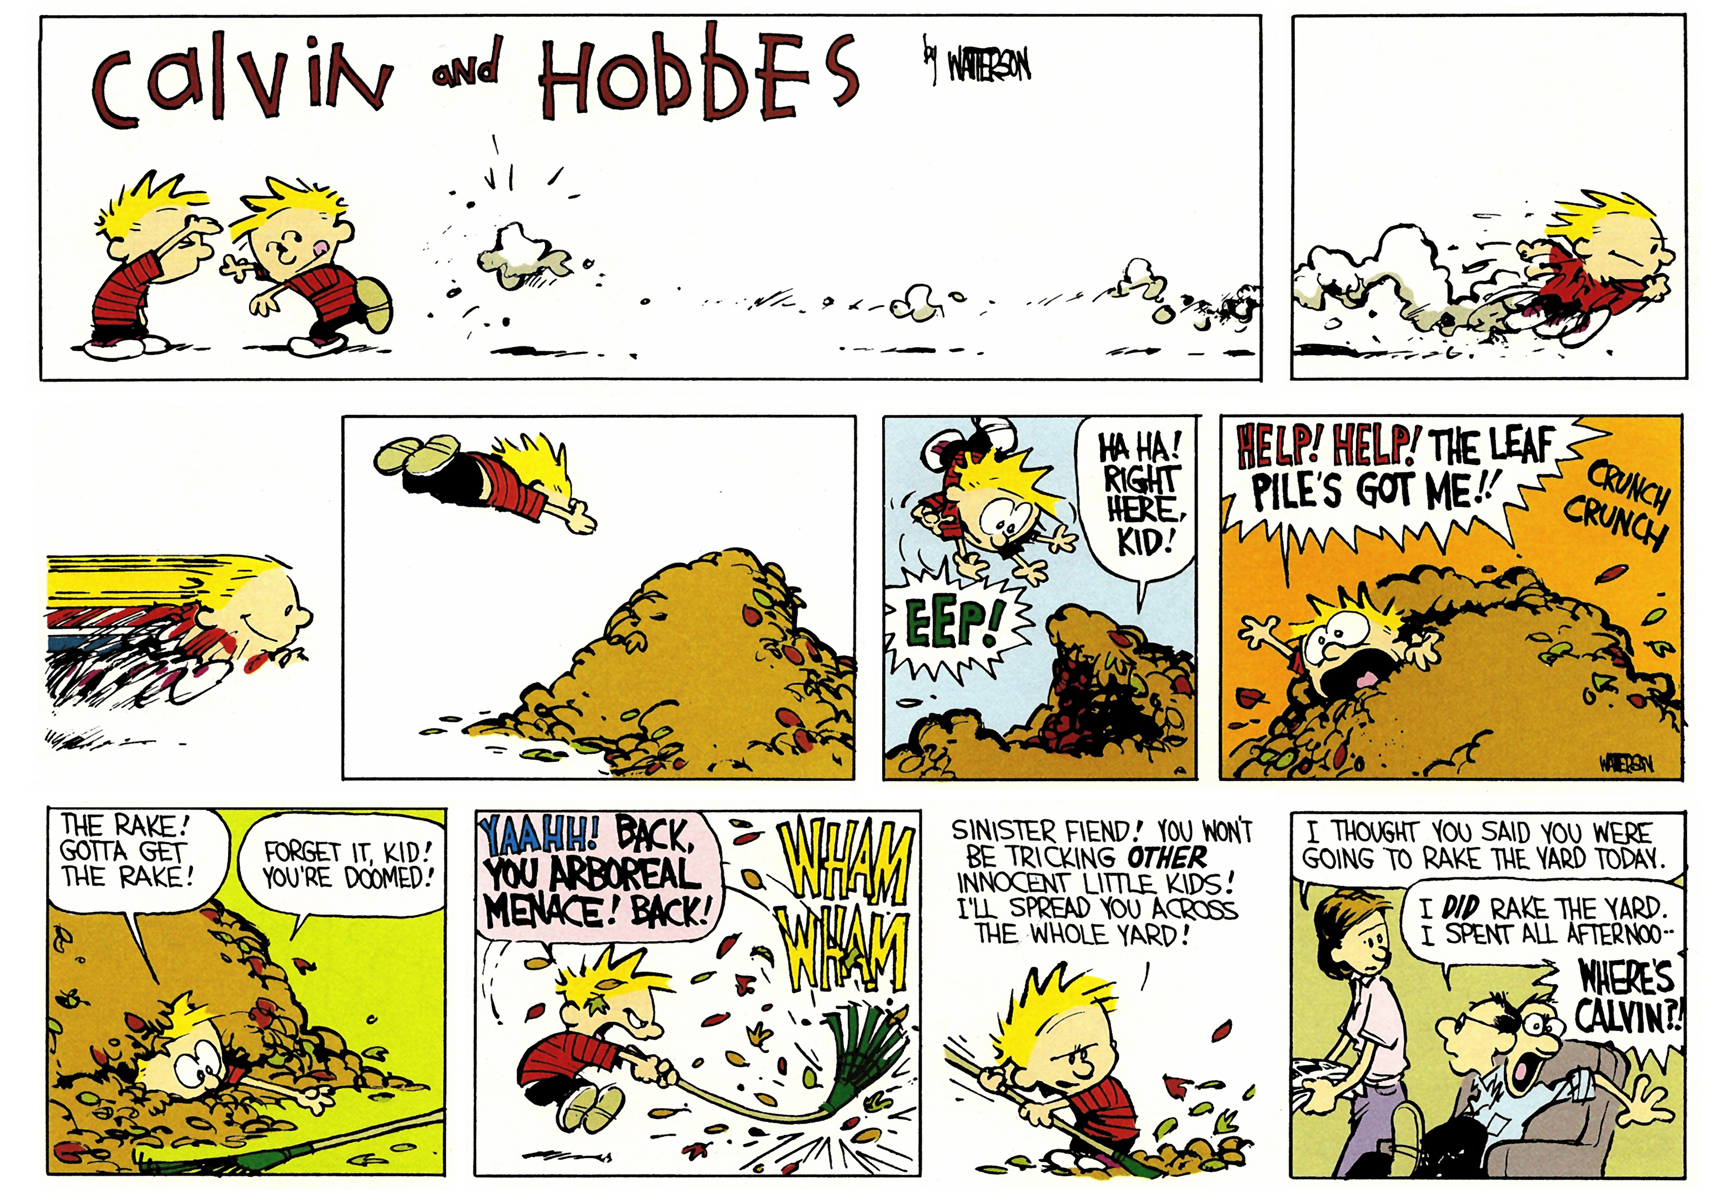 CALVIN and HOBBES
by WATTERSON
HA HA!
RIGHT
HERE,
KID!
EEP!
HELP! HELP! THE LEAF
PILE'S GOT ME!!
CRUNCH
CRUNCH
WATTERSON
THE RAKE!
GOTTA GET
THE RAKE!
FORGET IT, KID!
YOU'RE DOOMED!
YAAHH! BACK,
YOU ARBOREAL
MENACE! BACK!
WHAM
WHAM
SINISTER FIEND! YOU WON'T
BE TRICKING OTHER
INNOCENT LITTLE KIDS!
I'LL SPREAD YOU ACROSS
THE WHOLE YARD!
I THOUGHT YOU SAID YOU WERE
GOING TO RAKE THE YARD TODAY.
I DID RAKE THE YARD.
I SPENT ALL AFTERNOO--
WHERE'S
CALVIN?!